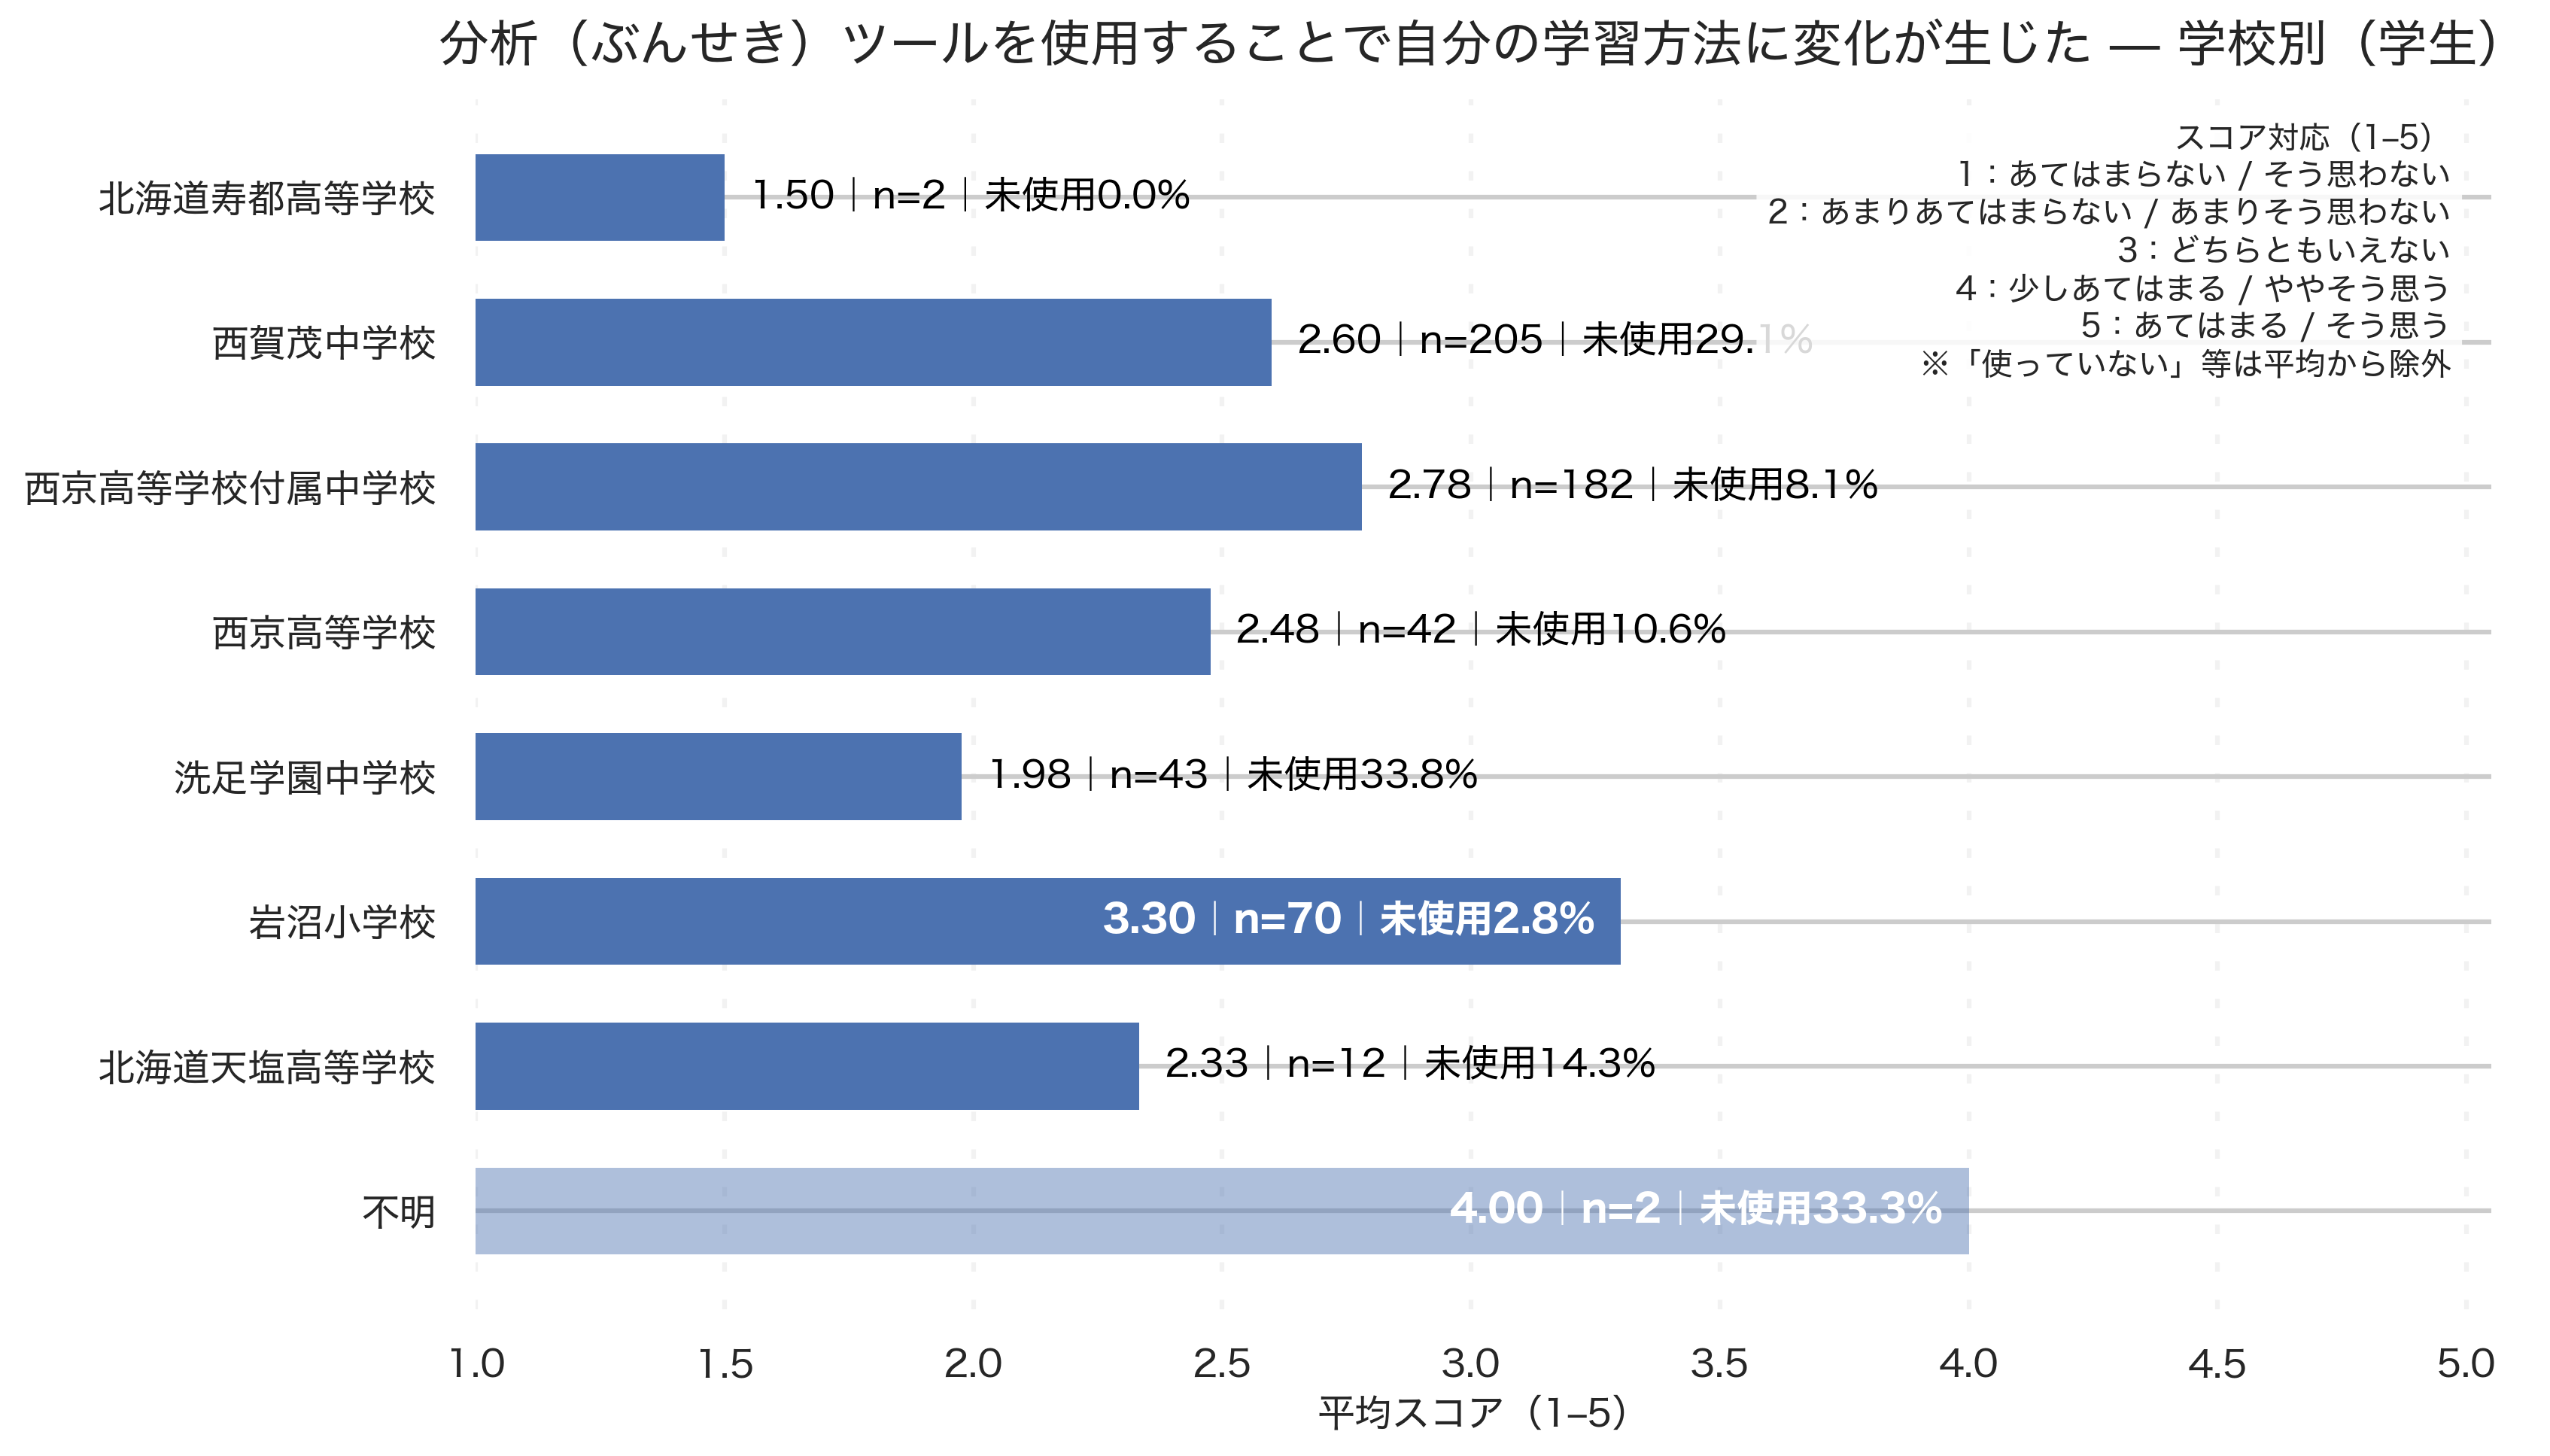 分析（ぶんせき）ツールを使用することで自分の学習方法に変化が生じた — 学校別（学生）
スコア対応（1–5）
1：あてはまらない / そう思わない
2：あまりあてはまらない / あまりそう思わない
3：どちらともいえない
4：少しあてはまる / ややそう思う
5：あてはまる / そう思う
※「使っていない」等は平均から除外
北海道寿都高等学校 1.50｜n=2｜未使用0.0%
西賀茂中学校 2.60｜n=205｜未使用29.1%
西京高等学校付属中学校 2.78｜n=182｜未使用8.1%
西京高等学校 2.48｜n=42｜未使用10.6%
洗足学園中学校 1.98｜n=43｜未使用33.8%
岩沼小学校 3.30｜n=70｜未使用2.8%
北海道天塩高等学校 2.33｜n=12｜未使用14.3%
不明 4.00｜n=2｜未使用33.3%
1.0 1.5 2.0 2.5 3.0 3.5 4.0 4.5 5.0
平均スコア（1–5）